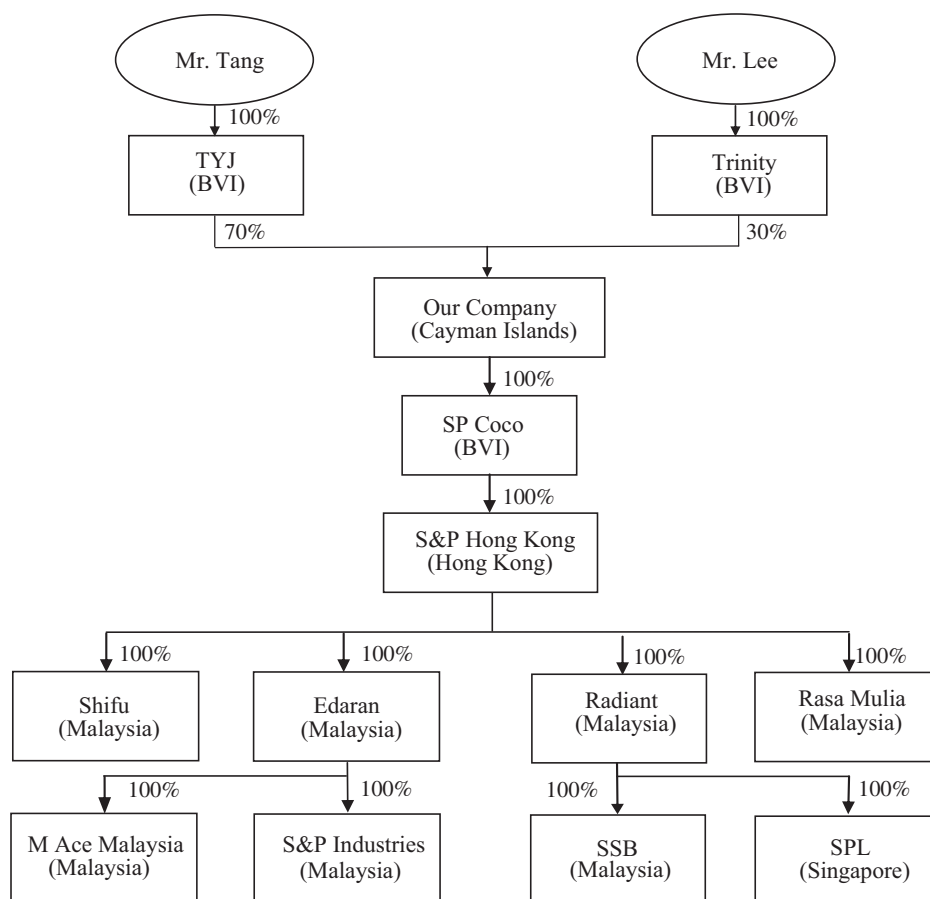 Mr. Tang
Mr. Lee
100%
100%
TYJ
(BVI)
Trinity
(BVI)
70%
30%
Our Company
(Cayman Islands)
100%
SP Coco
(BVI)
100%
S&P Hong Kong
(Hong Kong)
100%
100%
100%
100%
Shifu
(Malaysia)
Edaran
(Malaysia)
Radiant
(Malaysia)
Rasa Mulia
(Malaysia)
100%
100%
100%
100%
M Ace Malaysia
(Malaysia)
S&P Industries
(Malaysia)
SSB
(Malaysia)
SPL
(Singapore)